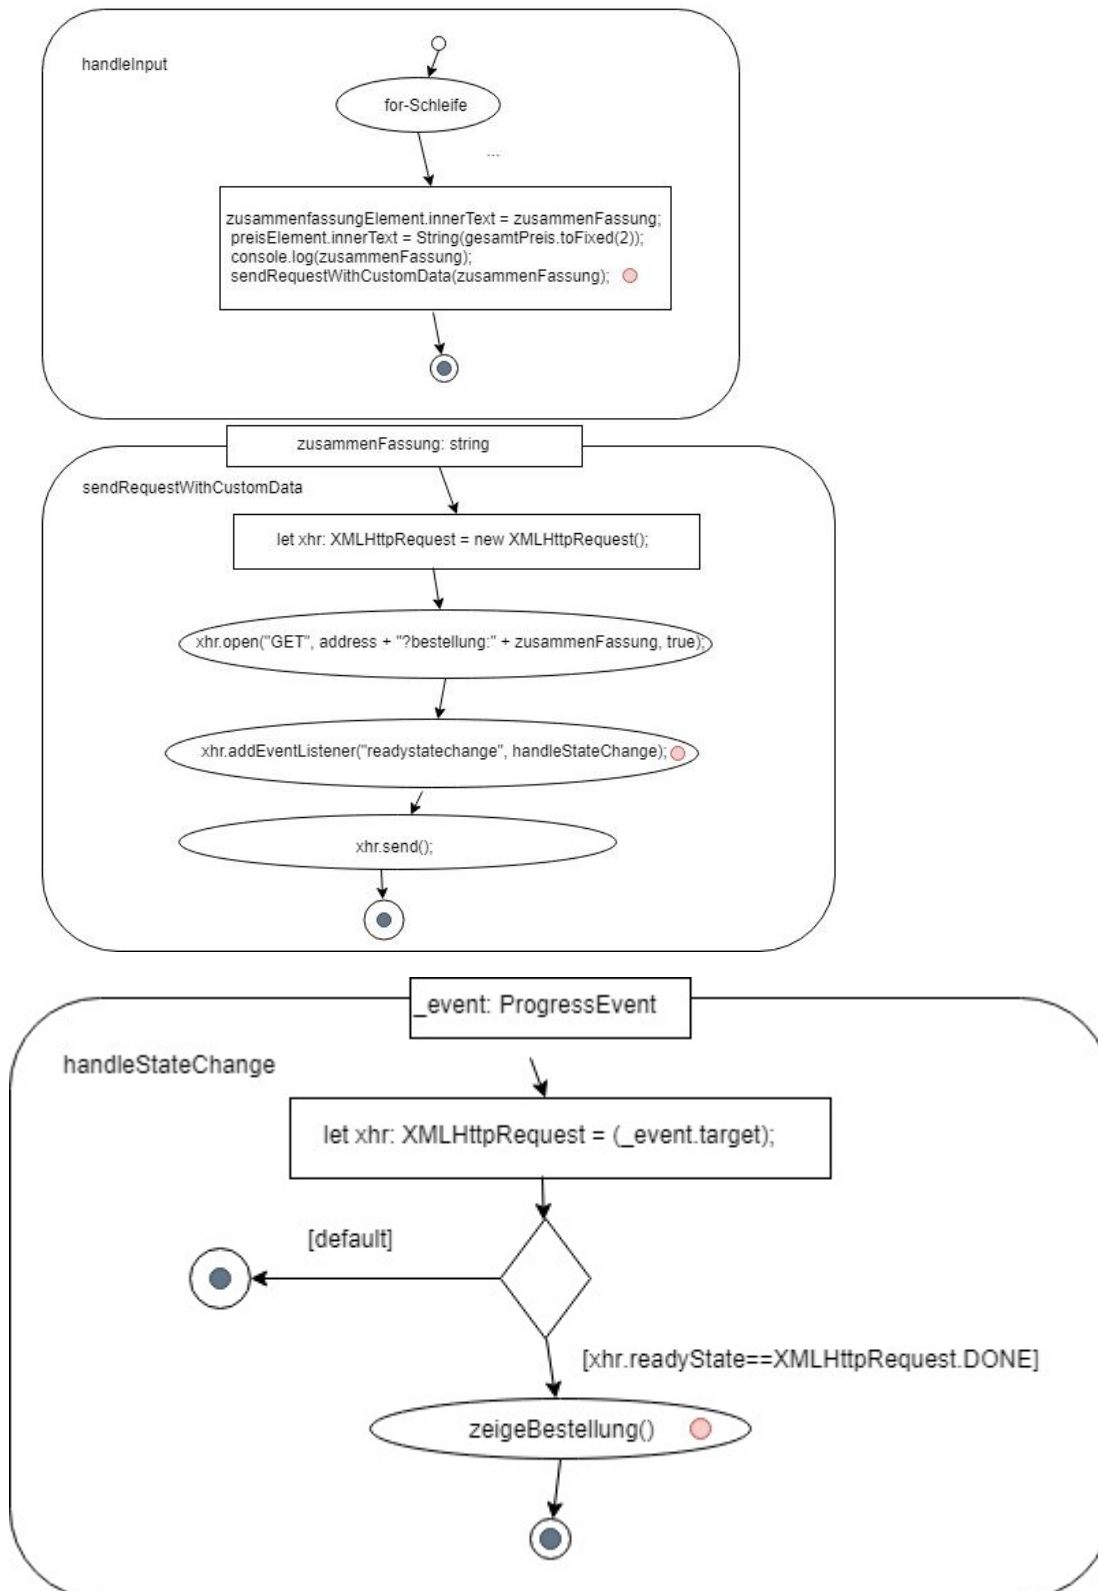 handleInput
for-Schleife
...
zusammenfassungElement.innerText = zusammenFassung;
preisElement.innerText = String(gesamtPreis.toFixed(2));
console.log(zusammenFassung);
sendRequestWithCustomData(zusammenFassung);
zusammenFassung: string
sendRequestWithCustomData
let xhr: XMLHttpRequest = new XMLHttpRequest();
xhr.open("GET", address + "?bestellung:" + zusammenFassung, true);
xhr.addEventListener("readystatechange", handleStateChange);
xhr.send();
_event: ProgressEvent
handleStateChange
let xhr: XMLHttpRequest = (_event.target);
[default]
[xhr.readyState==XMLHttpRequest.DONE]
zeigeBestellung()